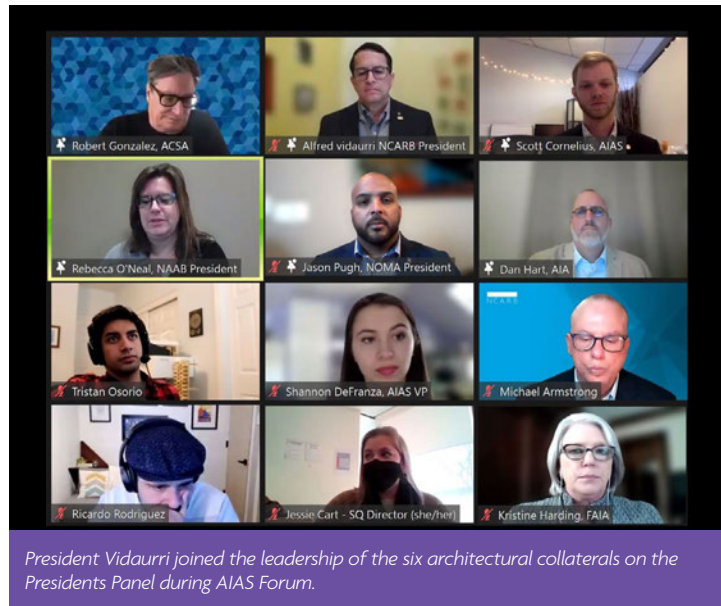 Robert Gonzalez, ACSA
Alfred vidaurri NCARB President
Scott Cornelius, AIAS
Rebecca O'Neal, NAAB President
Jason Pugh, NOMA President
Dan Hart, AIA
Tristan Osorio
Shannon DeFranza, AIAS VP
NCARB
Michael Armstrong
Ricardo Rodriguez
Jessie Cart - SQ Director (she/her)
Kristine Harding, FAIA
President Vidaurri joined the leadership of the six architectural collaterals on the
Presidents Panel during AIAS Forum.